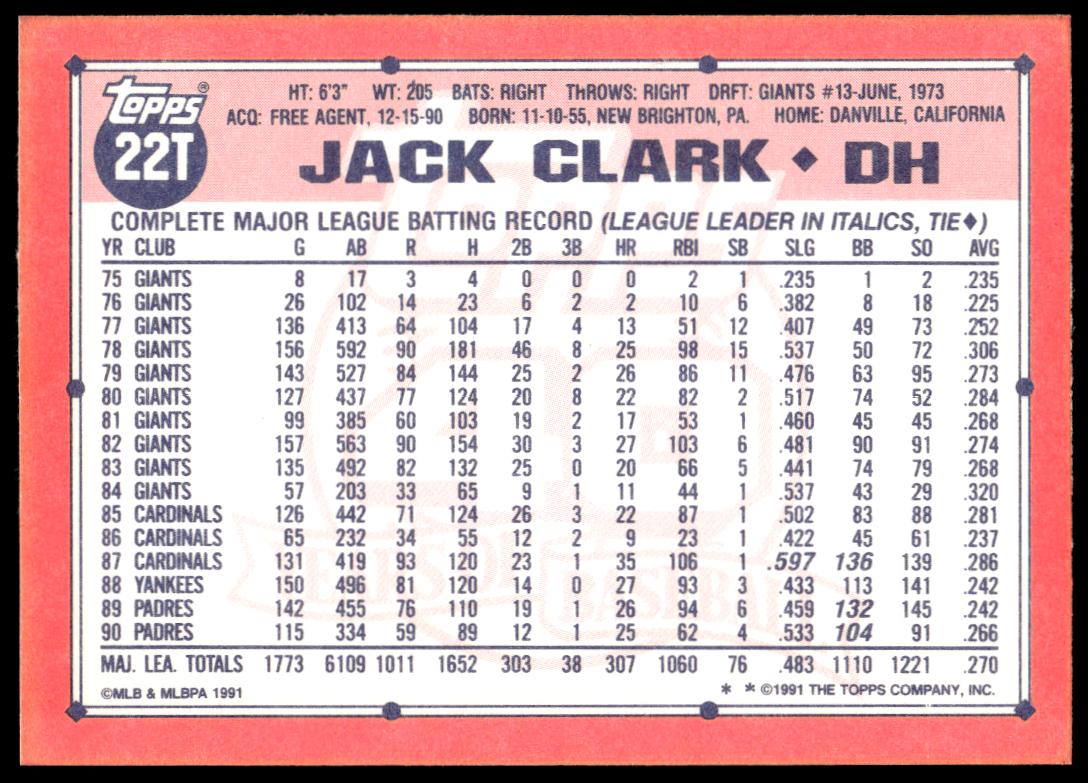 topps®
22T
HT: 6'3" WT: 205 BATS: RIGHT THROWS: RIGHT DRFT: GIANTS #13-JUNE, 1973
ACQ: FREE AGENT, 12-15-90 BORN: 11-10-55, NEW BRIGHTON, PA. HOME: DANVILLE, CALIFORNIA
JACK CLARK ♦ DH
COMPLETE MAJOR LEAGUE BATTING RECORD (LEAGUE LEADER IN ITALICS, TIE♦)
YR CLUB G AB R H 2B 3B HR RBI SB SLG BB SO AVG
75 GIANTS 8 17 3 4 0 0 0 2 1 .235 1 2 .235
76 GIANTS 26 102 14 23 6 2 2 10 6 .382 8 18 .225
77 GIANTS 136 413 64 104 17 4 13 51 12 .407 49 73 .252
78 GIANTS 156 592 90 181 46 8 25 98 15 .537 50 72 .306
79 GIANTS 143 527 84 144 25 2 26 86 11 .476 63 95 .273
80 GIANTS 127 437 77 124 20 8 22 82 2 .517 74 52 .284
81 GIANTS 99 385 60 103 19 2 17 53 1 .460 45 45 .268
82 GIANTS 157 563 90 154 30 3 27 103 6 .481 90 91 .274
83 GIANTS 135 492 82 132 25 0 20 66 5 .441 74 79 .268
84 GIANTS 57 203 33 65 9 1 11 44 1 .537 43 29 .320
85 CARDINALS 126 442 71 124 26 3 22 87 1 .502 83 88 .281
86 CARDINALS 65 232 34 55 12 2 9 23 1 .422 45 61 .237
87 CARDINALS 131 419 93 120 23 1 35 106 1 .597 136 139 .286
88 YANKEES 150 496 81 120 14 0 27 93 3 .433 113 141 .242
89 PADRES 142 455 76 110 19 1 26 94 6 .459 132 145 .242
90 PADRES 115 334 59 89 12 1 25 62 4 .533 104 91 .266
MAJ. LEA. TOTALS 1773 6109 1011 1652 303 38 307 1060 76 .483 1110 1221 .270
©MLB & MLBPA 1991
* * ©1991 THE TOPPS COMPANY, INC.
topps
40
YEARS OF BASEBALL